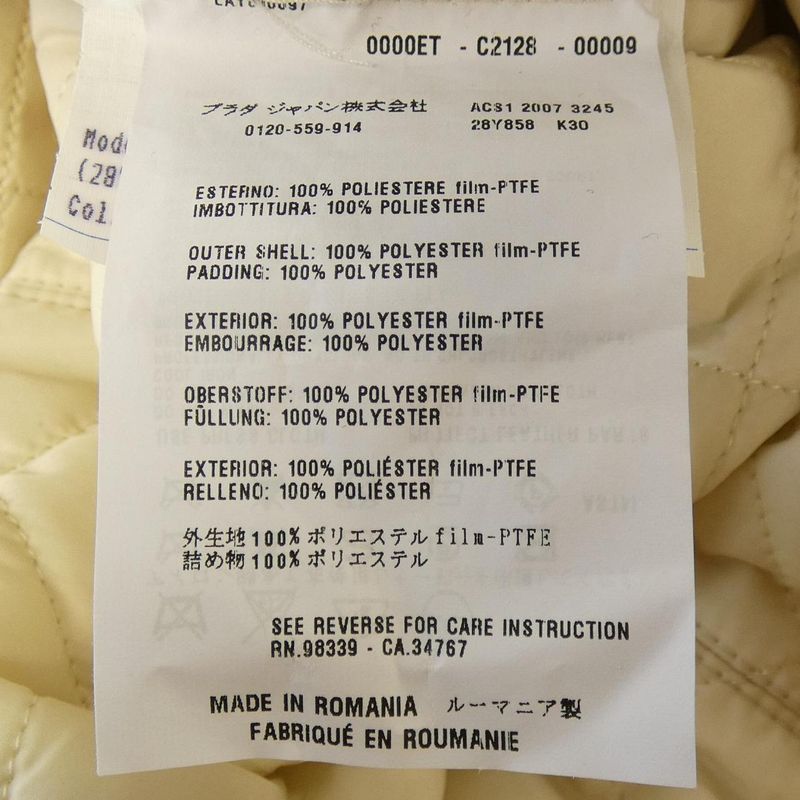 0000ET - C2128 - 00009
プラダ ジャパン株式会社
0120-559-914
ACS1 2007 3245
28Y858 K30
ESTERNO: 100% POLIESTERE film-PTFE
IMBOTTITURA: 100% POLIESTERE
OUTER SHELL: 100% POLYESTER film-PTFE
PADDING: 100% POLYESTER
EXTERIOR: 100% POLYESTER film-PTFE
EMBOURRAGE: 100% POLYESTER
OBERSTOFF: 100% POLYESTER film-PTFE
FÜLLUNG: 100% POLYESTER
EXTERIOR: 100% POLIÉSTER film-PTFE
RELLENO: 100% POLIÉSTER
外生地100%ポリエステルfilm-PTFE
詰め物100%ポリエステル
SEE REVERSE FOR CARE INSTRUCTION
RN.98339 - CA.34767
MADE IN ROMANIA ルーマニア製
FABRIQUÉ EN ROUMANIE